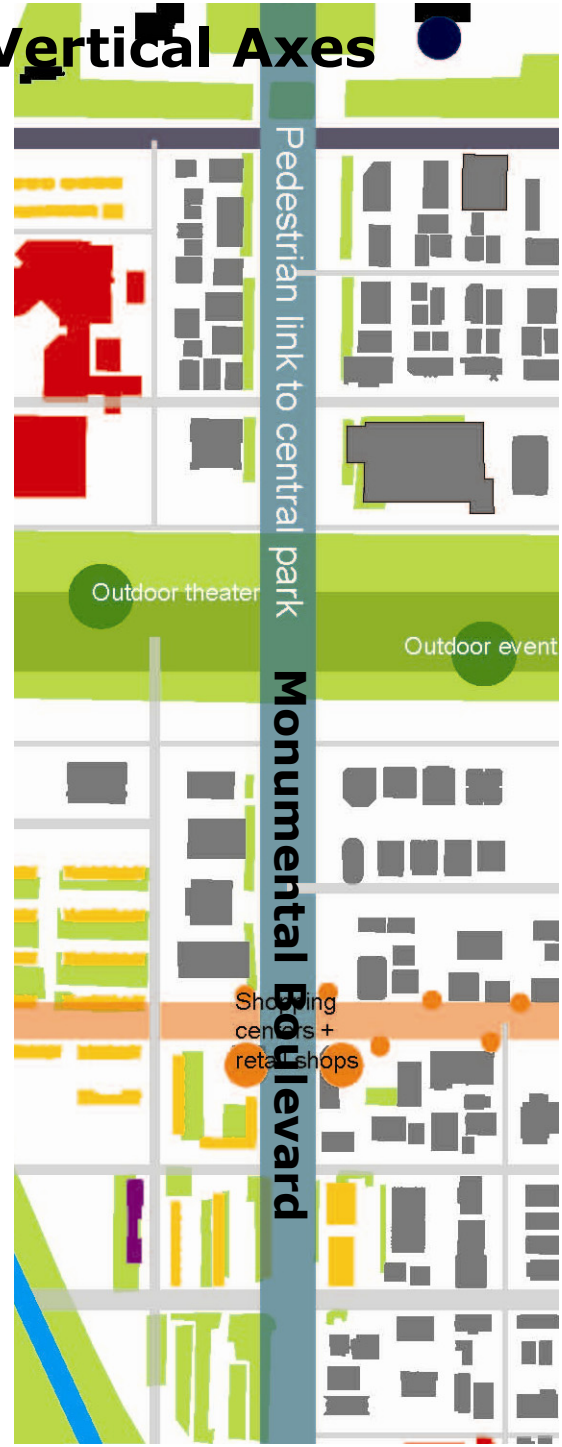 Vertical Axes
Pedestrian link to central park
Outdoor theater
Outdoor event
Monumental Boulevard
Shopping
centers +
retail shops